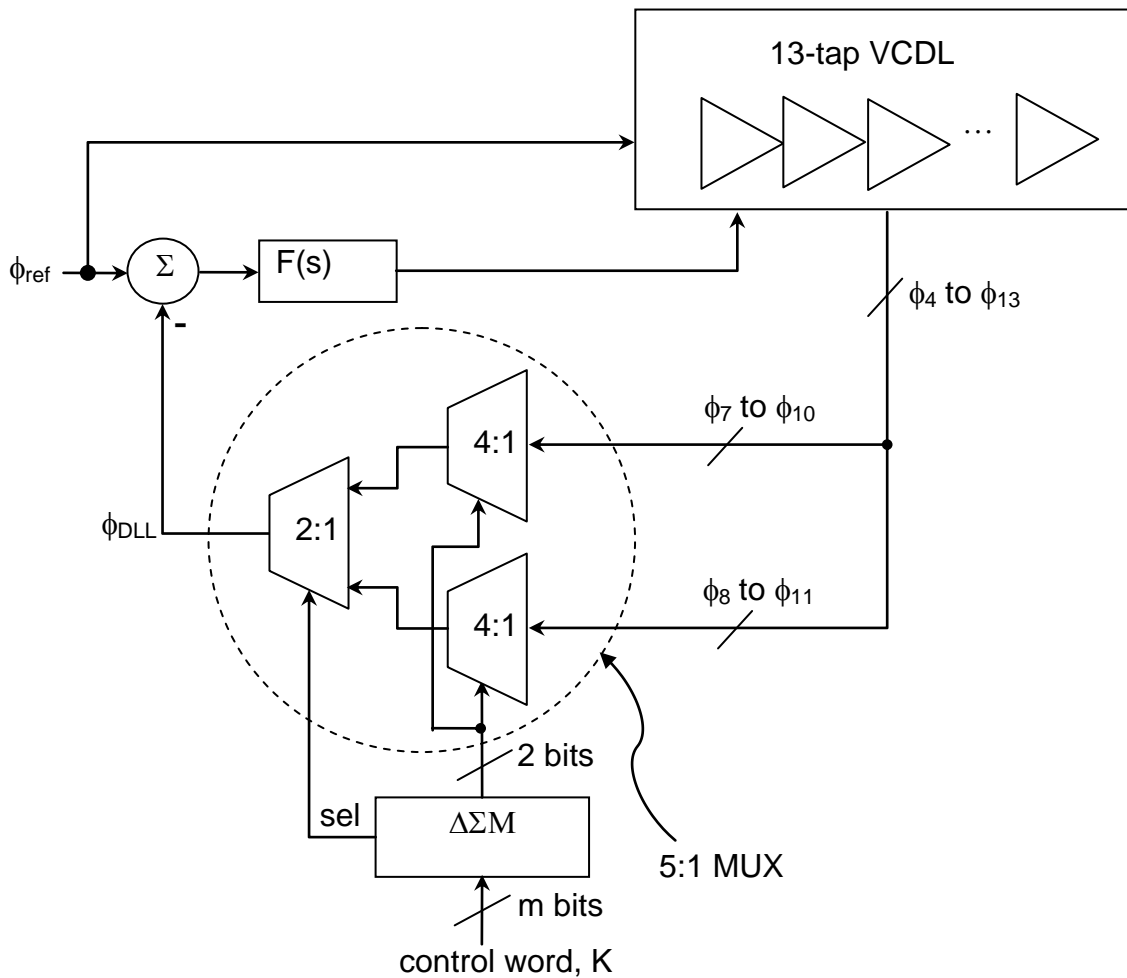 13-tap VCDL
…
ϕref
Σ
F(s)
-
ϕ4 to ϕ13
ϕ7 to ϕ10
4:1
2:1
ϕDLL
4:1
ϕ8 to ϕ11
2 bits
sel
ΔΣM
5:1 MUX
m bits
control word, K